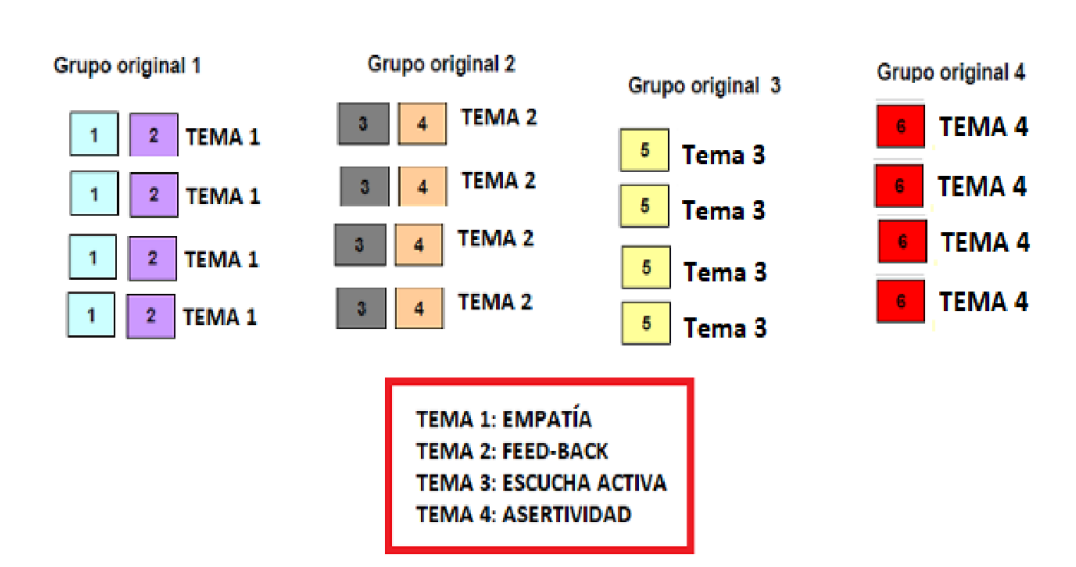 Grupo original 1
1 2 TEMA 1
1 2 TEMA 1
1 2 TEMA 1
1 2 TEMA 1
Grupo original 2
3 4 TEMA 2
3 4 TEMA 2
3 4 TEMA 2
3 4 TEMA 2
Grupo original 3
5 Tema 3
5 Tema 3
5 Tema 3
5 Tema 3
Grupo original 4
6 TEMA 4
6 TEMA 4
6 TEMA 4
6 TEMA 4
TEMA 1: EMPATÍA
TEMA 2: FEED-BACK
TEMA 3: ESCUCHA ACTIVA
TEMA 4: ASERTIVIDAD